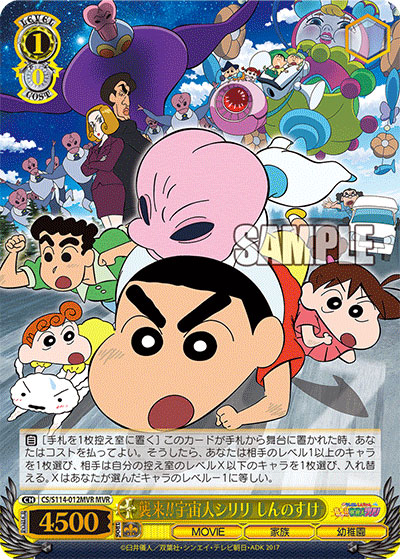 LEVEL
1
0
COST
SAMPLE
自 [手札を1枚控え室に置く] このカードが手札から舞台に置かれた時、あな
たはコストを払ってよい。そうしたら、あなたは相手のレベル1以上のキャラ
を1枚選び、相手は自分の控え室のレベルX以下のキャラを1枚選び、入れ替
える。Xはあなたが選んだキャラのレベル-1に等しい。
CH
CS/S114-012MVR MVR
襲来!!宇宙人シリリ しんのすけ
4500
MOVIE
家族
幼稚園
©臼井儀人/双葉社・シンエイ・テレビ朝日・ADK 2017